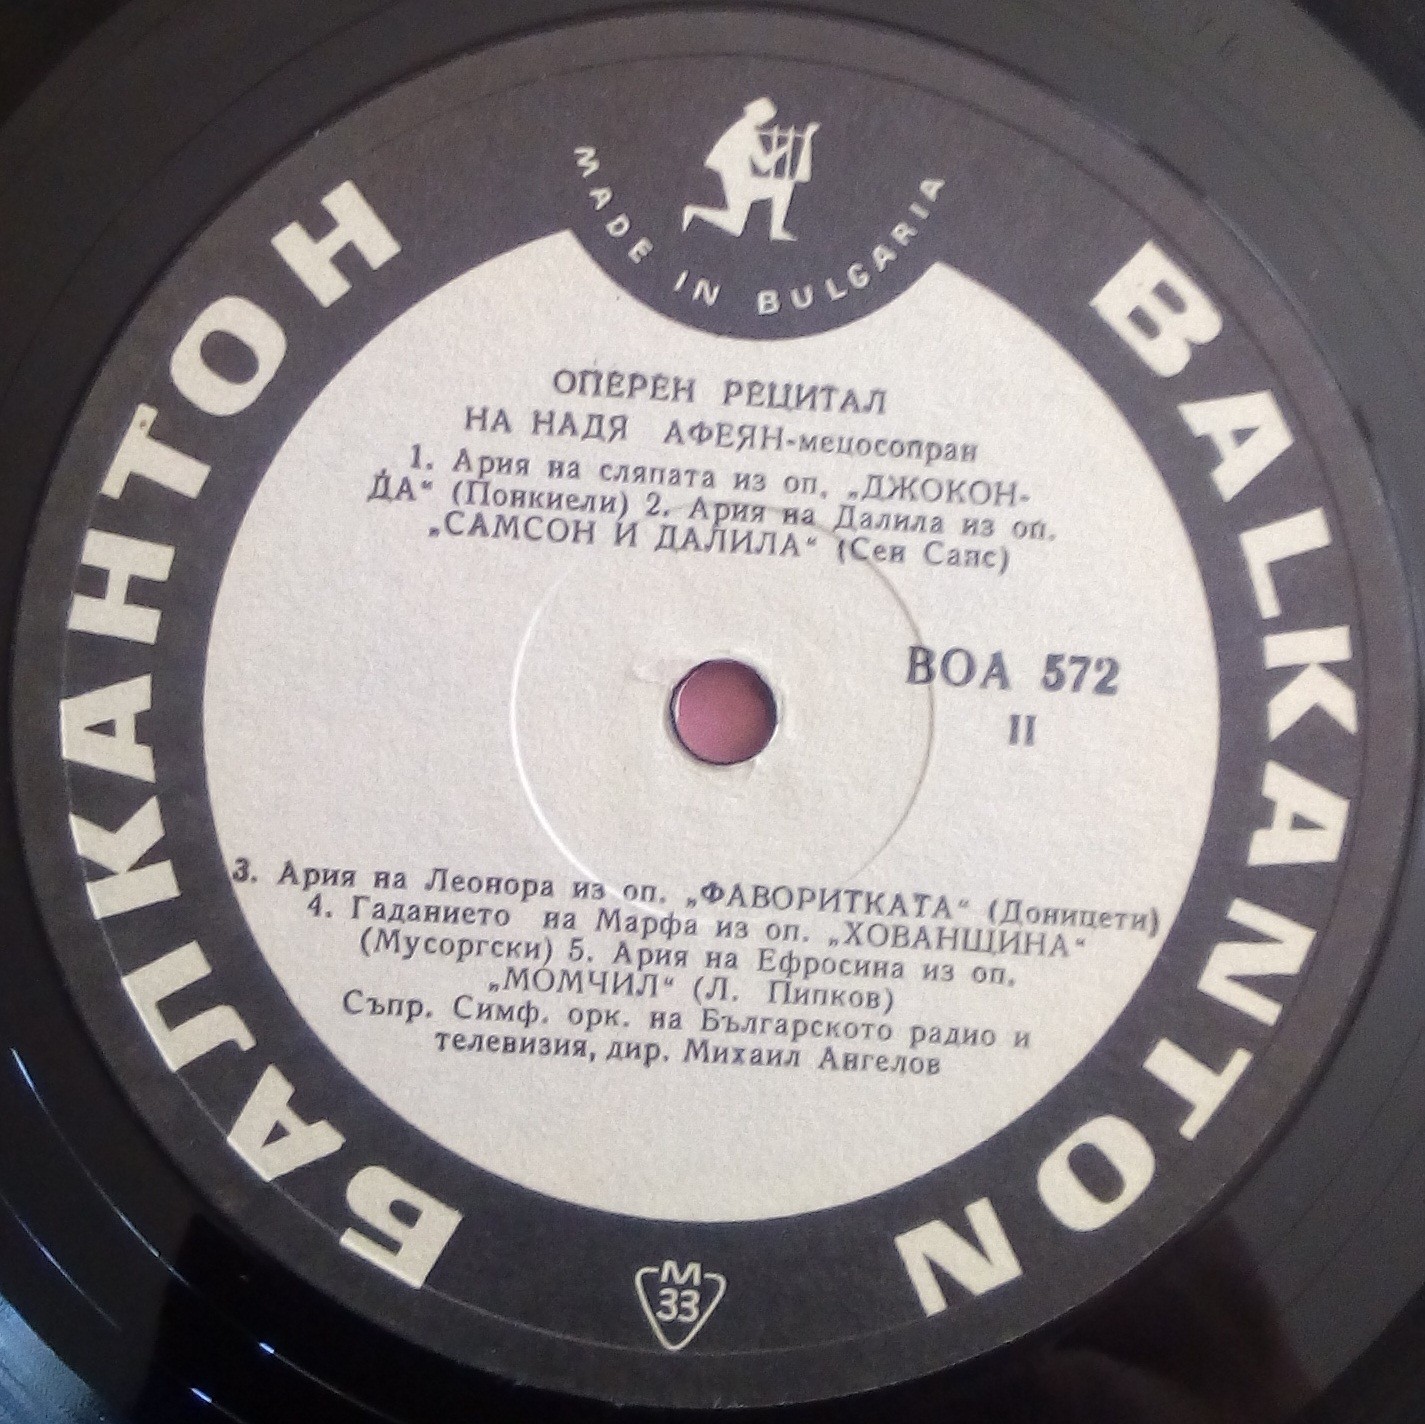 MADE IN BULGARIA
БАЛКАНТОН
BALKANTON
ОПЕРЕН РЕЦИТАЛ
НА НАДЯ АФЕЯН-мецосопран
1. Ария на сляпата из оп. „ДЖОКОН-
ДА“ (Понкиели) 2. Ария на Далила из оп.
„САМСОН И ДАЛИЛА“ (Сен Санс)
ВОА 572
II
3. Ария на Леонора из оп. „ФАВОРИТКАТА“ (Доницети)
4. Гаданието на Марфа из оп. „ХОВАНЩИНА“
(Мусоргски) 5. Ария на Ефросина из оп.
„МОМЧИЛ“ (Л. Пипков)
Съпр. Симф. орк. на Българското радио и
телевизия, дир. Михаил Ангелов
M
33